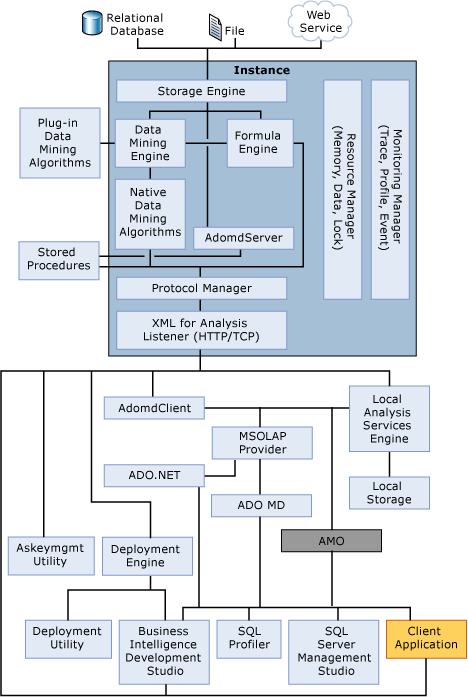 Relational
Database
File
Web
Service
Instance
Storage Engine
Plug-in
Data
Mining
Algorithms
Data
Mining
Engine
Formula
Engine
Resource Manager
(Memory, Data, Lock)
Monitoring Manager
(Trace, Profile, Event)
Native
Data
Mining
Algorithms
AdomdServer
Stored
Procedures
Protocol Manager
XML for Analysis
Listener (HTTP/TCP)
AdomdClient
Local
Analysis
Services
Engine
MSOLAP
Provider
ADO.NET
Local
Storage
ADO MD
AMO
Askeymgmt
Utility
Deployment
Engine
Deployment
Utility
Business
Intelligence
Development
Studio
SQL
Profiler
SQL
Server
Management
Studio
Client
Application